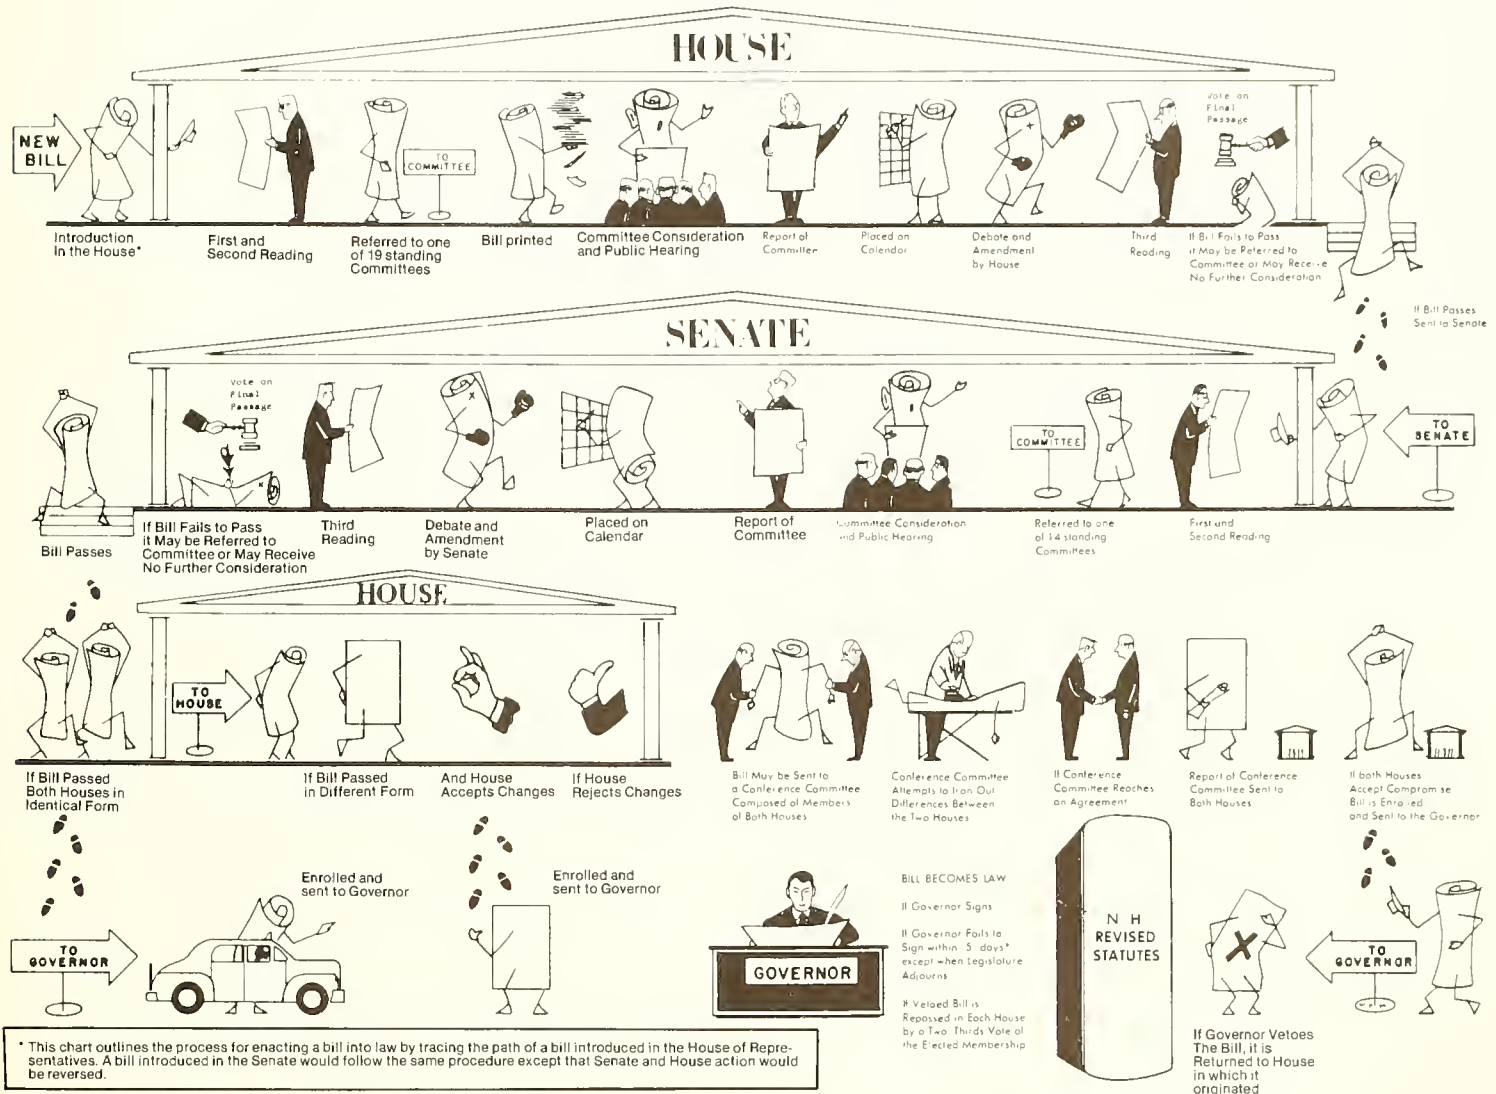 HOUSE
NEW
BILL
TO
COMMITTEE
Vote on
Final
Passage
Introduction
In the House*
First and
Second Reading
Referred to one
of 19 standing
Committees
Bill printed
Committee Consideration
and Public Hearing
Report of
Committee
Placed on
Calendar
Debate and
Amendment
by House
Third
Reading
If Bill Fails to Pass
it May be Referred to
Committee or May Receive
No Further Consideration
If Bill Passes
Sent to Senate
SENATE
Vote on
Final
Passage
TO
COMMITTEE
TO
SENATE
Bill Passes
If Bill Fails to Pass
it May be Referred to
Committee or May Receive
No Further Consideration
Third
Reading
Debate and
Amendment
by Senate
Placed on
Calendar
Report of
Committee
Committee Consideration
and Public Hearing
Referred to one
of 14 standing
Committees
First and
Second Reading
HOUSE
TO
HOUSE
If Bill Passed
Both Houses in
Identical Form
If Bill Passed
in Different Form
And House
Accepts Changes
If House
Rejects Changes
Bill May be Sent to
a Conference Committee
Composed of Members
of Both Houses
Conference Committee
Attempts to Iron Out
Differences Between
the Two Houses
If Conference
Committee Reaches
an Agreement
Report of Conference
Committee Sent to
Both Houses
If both Houses
Accept Compromise
Bill is Enrolled
and Sent to the Governor
TO
GOVERNOR
Enrolled and
sent to Governor
Enrolled and
sent to Governor
GOVERNOR
BILL BECOMES LAW
If Governor Signs
If Governor Fails to
Sign within 5 days*
except when Legislature
Adjourns
If Vetoed Bill is
Repassed in Each House
by a Two Thirds Vote of
the Elected Membership
N H
REVISED
STATUTES
TO
GOVERNOR
If Governor Vetoes
The Bill, it is
Returned to House
in which it
originated
* This chart outlines the process for enacting a bill into law by tracing the path of a bill introduced in the House of Repre-
sentatives. A bill introduced in the Senate would follow the same procedure except that Senate and House action would
be reversed.